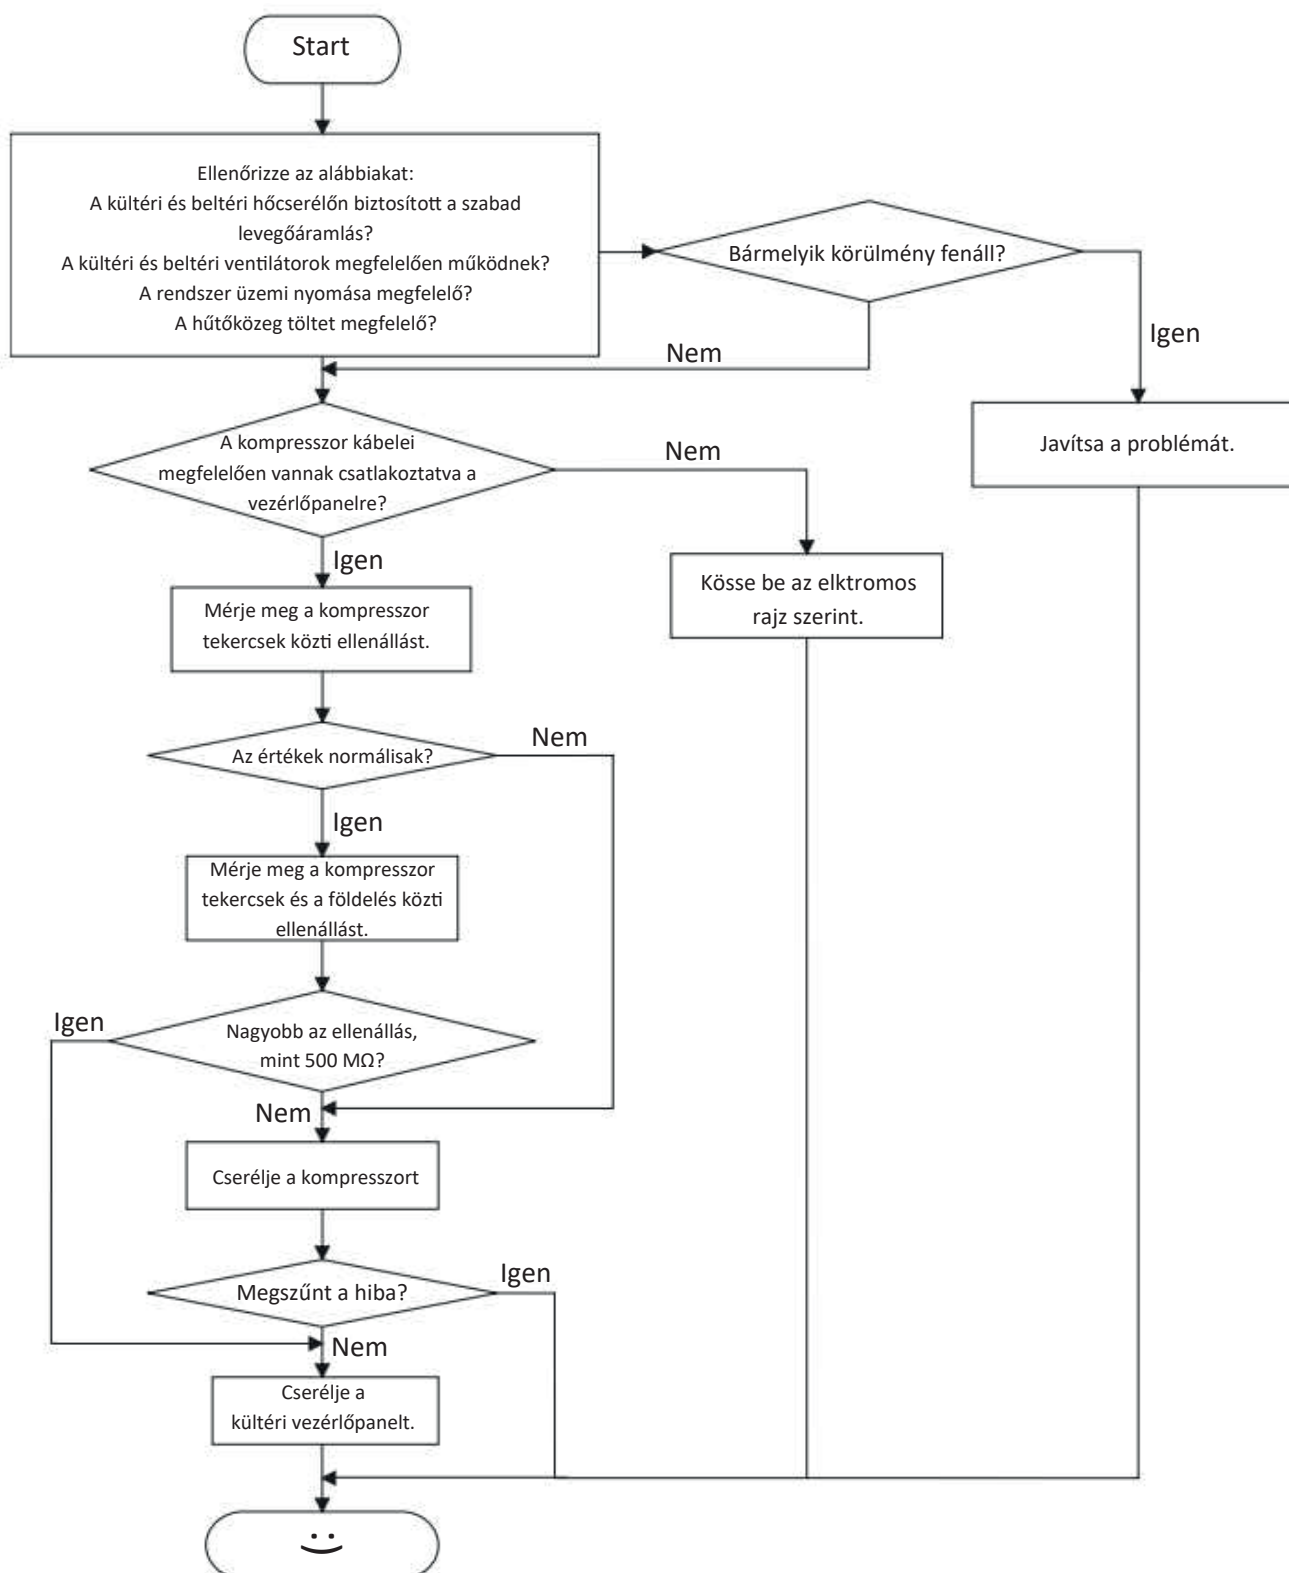 Start
Ellenőrizze az alábbiakat:
A kültéri és beltéri hőcserélőn biztosított a szabad
levegőáramlás?
A kültéri és beltéri ventilátorok megfelelően működnek?
A rendszer üzemi nyomása megfelelő?
A hűtőközeg töltet megfelelő?
Bármelyik körülmény fenáll?
Nem
Igen
Javítsa a problémát.
A kompresszor kábelei
megfelelően vannak csatlakoztatva a
vezérlőpanelre?
Nem
Igen
Kösse be az elktromos
rajz szerint.
Mérje meg a kompresszor
tekercsek közti ellenállást.
Az értékek normálisak?
Nem
Igen
Mérje meg a kompresszor
tekercsek és a földelés közti
ellenállást.
Igen
Nagyobb az ellenállás,
mint 500 MΩ?
Nem
Cserélje a kompresszort
Megszűnt a hiba?
Igen
Nem
Cserélje a
kültéri vezérlőpanelt.